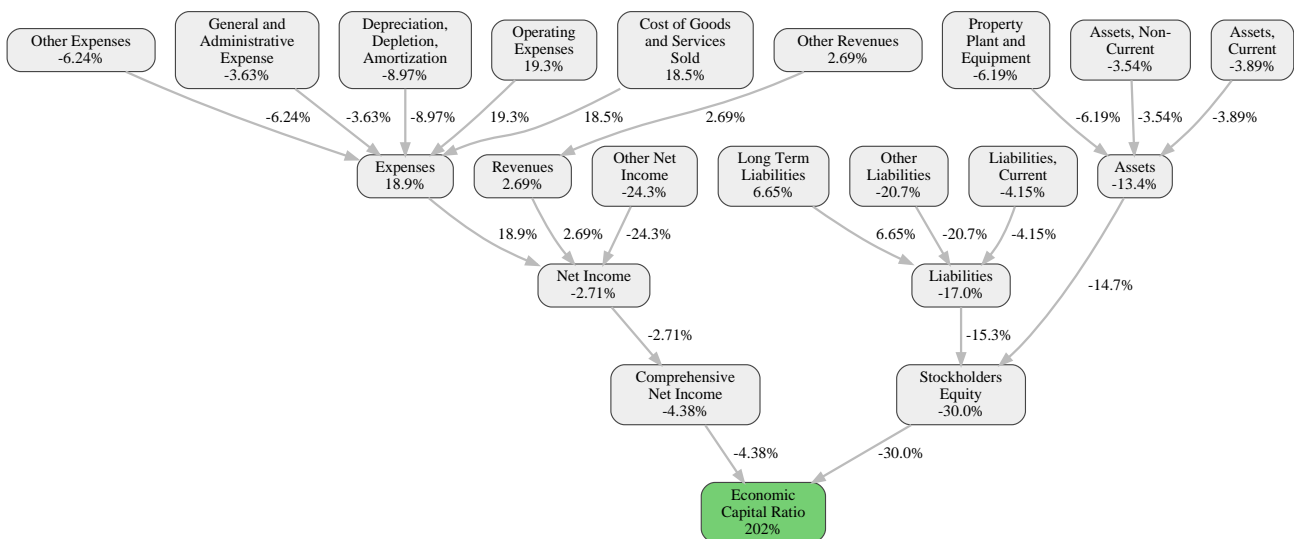 Other Expenses
-6.24%
General and
Administrative
Expense
-3.63%
Depreciation,
Depletion,
Amortization
-8.97%
Operating
Expenses
19.3%
Cost of Goods
and Services
Sold
18.5%
Other Revenues
2.69%
Property
Plant and
Equipment
-6.19%
Assets, Non-
Current
-3.54%
Assets,
Current
-3.89%
-6.24%
-3.63%
-8.97%
19.3%
18.5%
2.69%
-6.19%
-3.54%
-3.89%
Expenses
18.9%
Revenues
2.69%
Other Net
Income
-24.3%
Long Term
Liabilities
6.65%
Other
Liabilities
-20.7%
Liabilities,
Current
-4.15%
Assets
-13.4%
18.9%
2.69%
-24.3%
6.65%
-20.7%
-4.15%
Net Income
-2.71%
Liabilities
-17.0%
-14.7%
-2.71%
-15.3%
Comprehensive
Net Income
-4.38%
Stockholders
Equity
-30.0%
-4.38%
-30.0%
Economic
Capital Ratio
202%